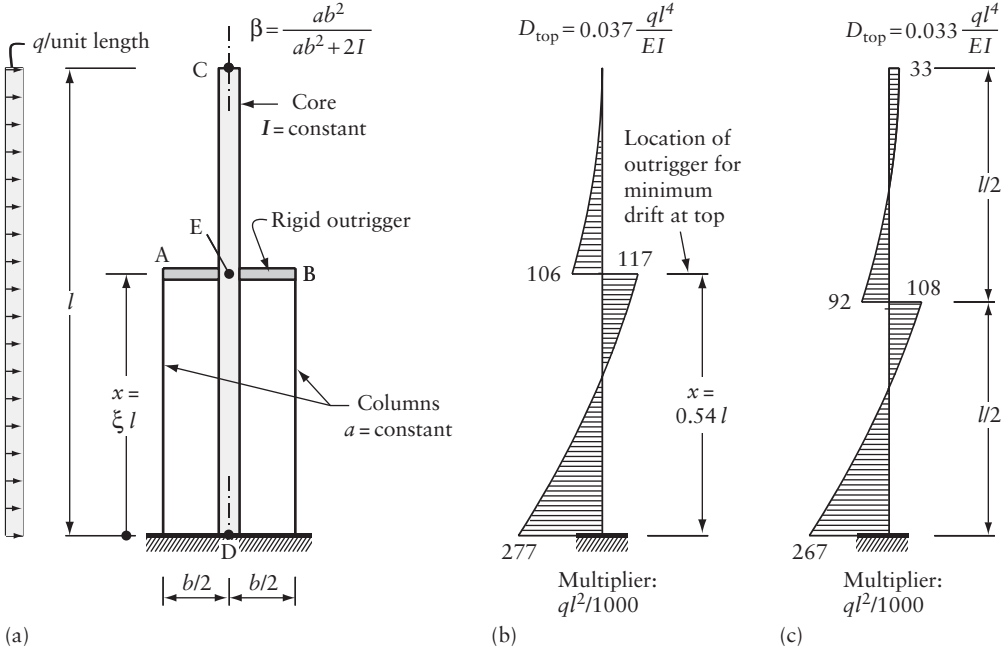 q/unit length
β = ab² / (ab² + 2I)
C
Core
I = constant
E
Rigid outrigger
A
B
l
x =
ξ l
Columns
a = constant
D
b/2
b/2
(a)
D_top = 0.037 ql⁴/EI
Location of
outrigger for
minimum
drift at top
106
117
x =
0.54 l
277
Multiplier:
ql²/1000
(b)
D_top = 0.033 ql⁴/EI
33
l/2
92
108
l/2
267
Multiplier:
ql²/1000
(c)